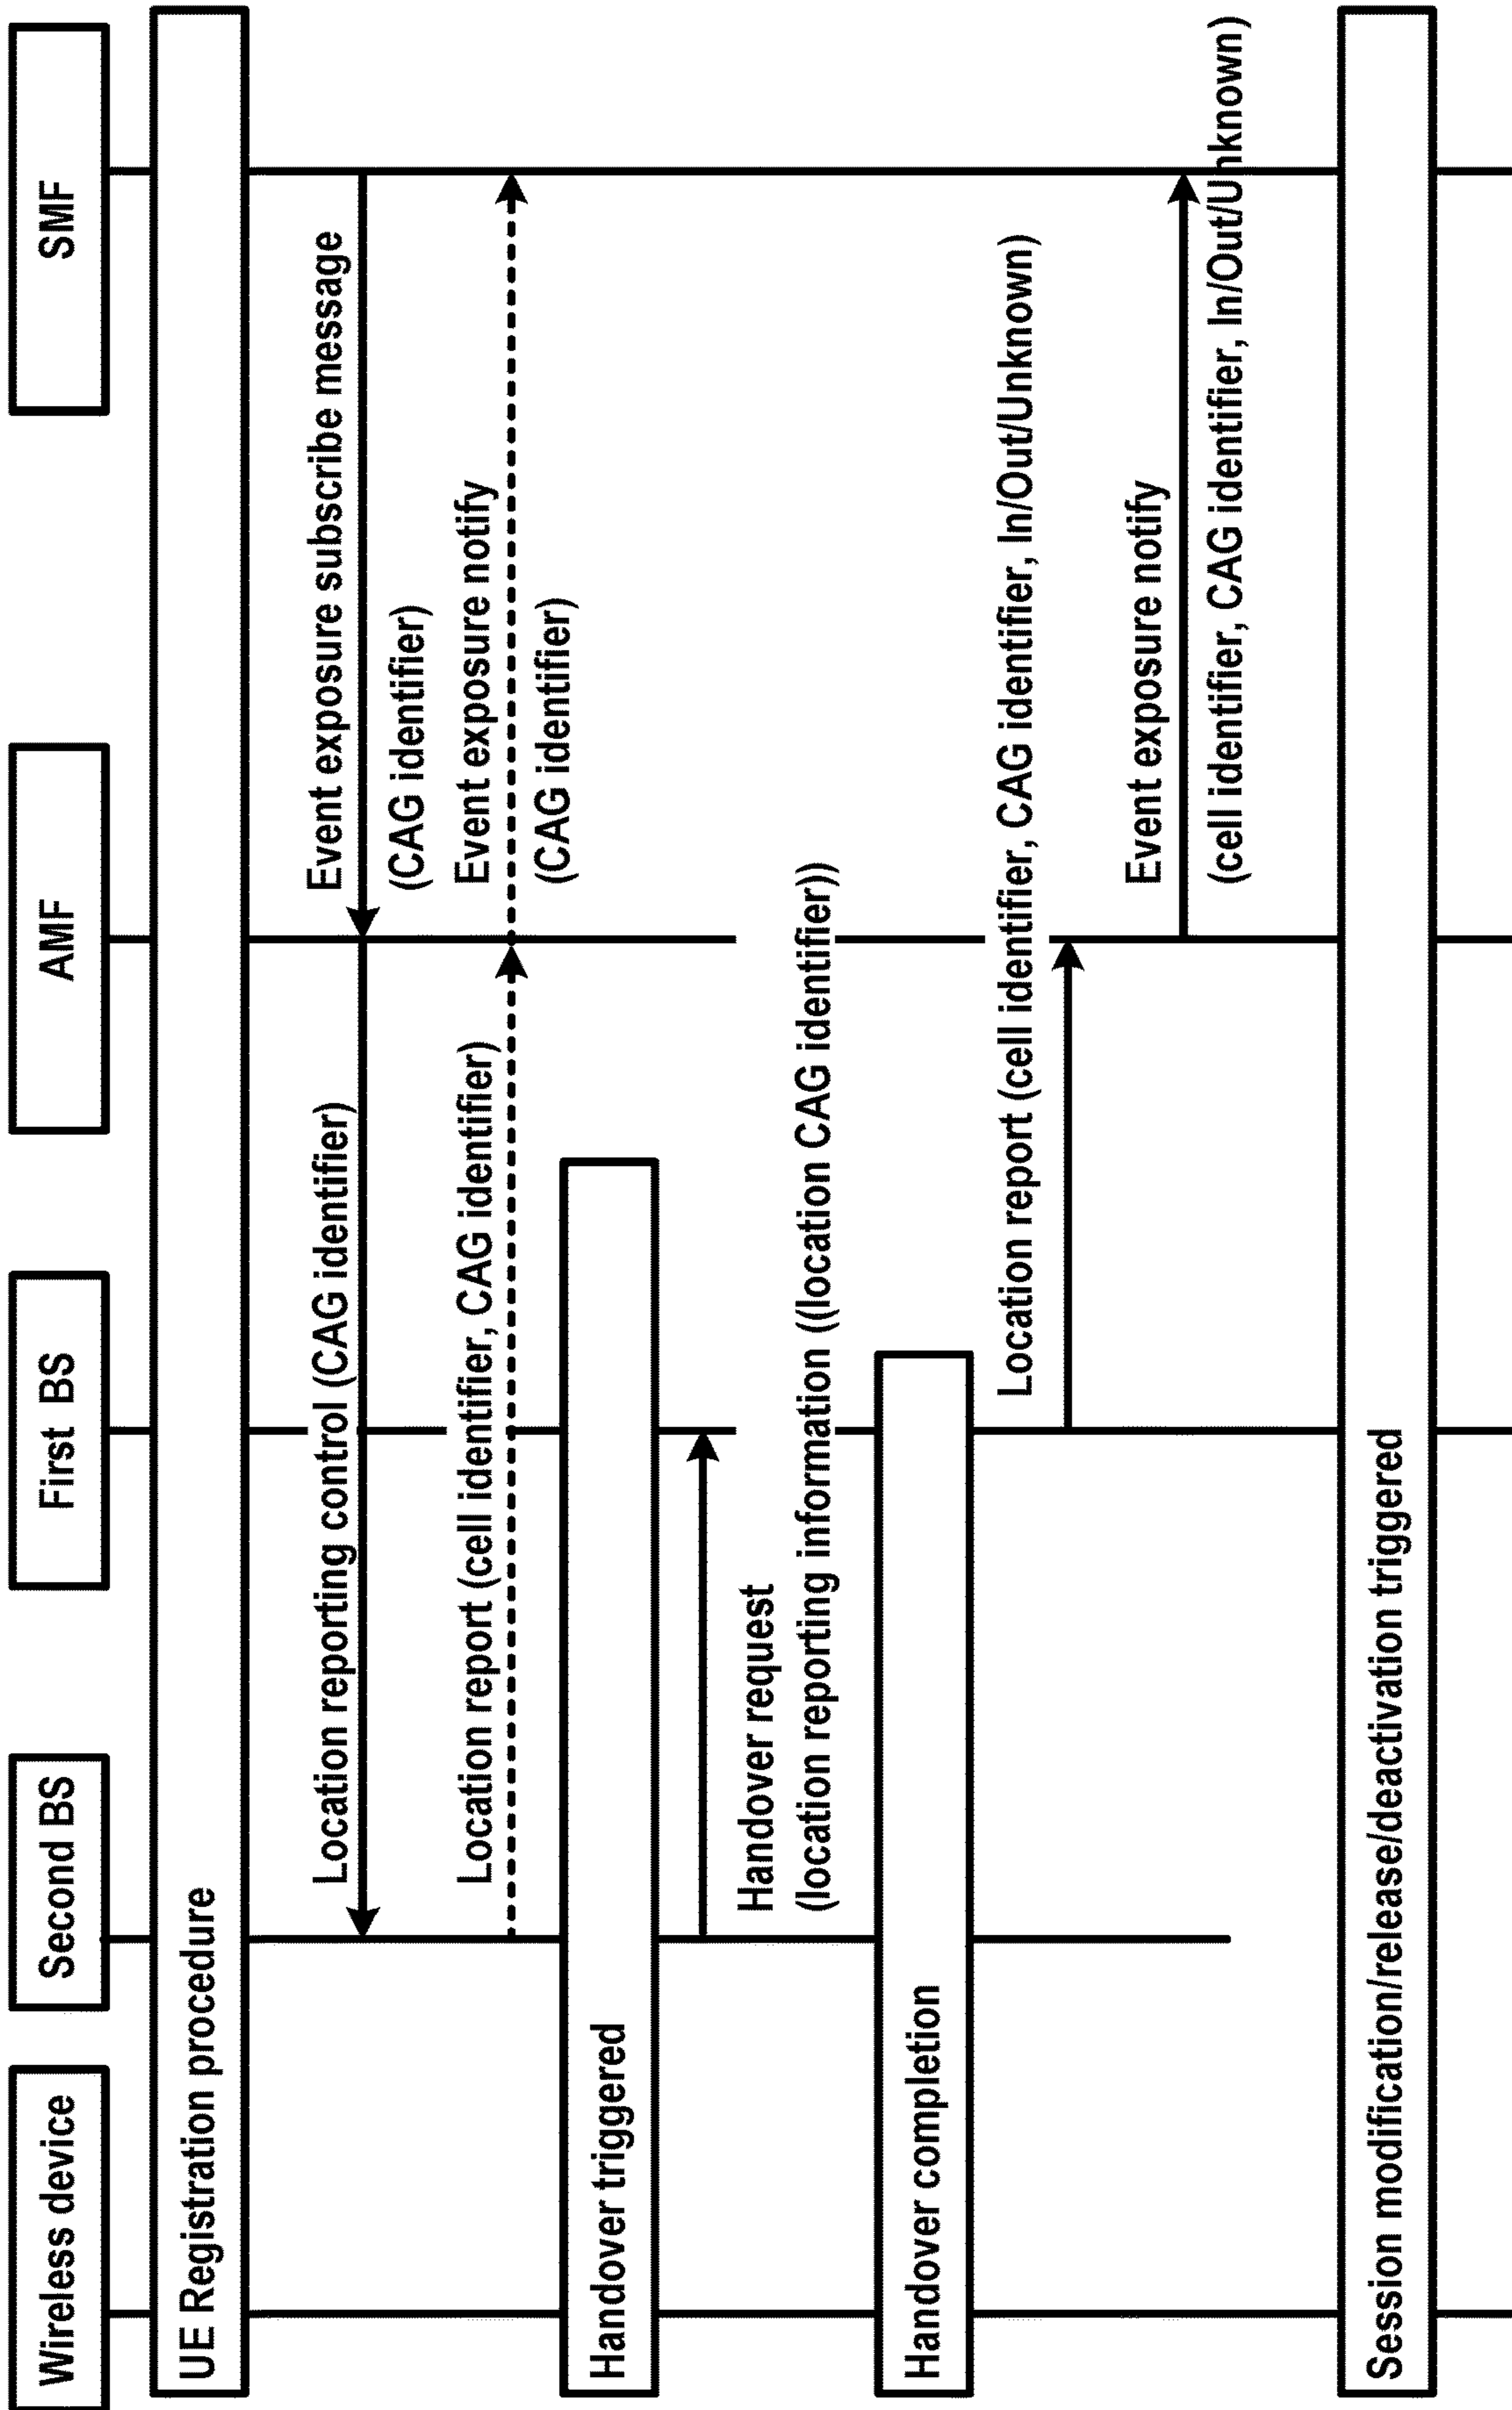 Wireless device
Second BS
First BS
AMF
SMF
UE Registration procedure
Event exposure subscribe message
(CAG identifier)
Location reporting control (CAG identifier)
Location report (cell identifier, CAG identifier)
Event exposure notify
(CAG identifier)
Handover triggered
Handover request
(location reporting information ((location CAG identifier))
Handover completion
Location report (cell identifier, CAG identifier, In/Out/Unknown)
Event exposure notify
(cell identifier, CAG identifier, In/Out/Unknown)
Session modification/release/deactivation triggered